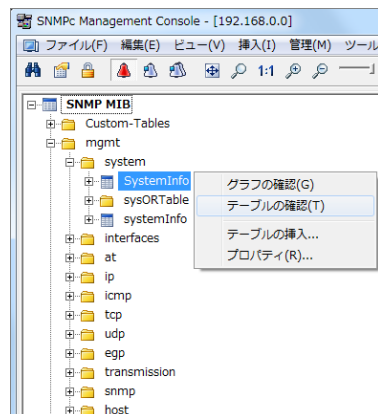 SNMPc Management Console - [192.168.0.0]
ファイル(F) 編集(E) ビュー(V) 挿入(I) 管理(M) ツール
1:1
SNMP MIB
Custom-Tables
mgmt
system
SystemInfo
グラフの確認(G)
sysORTable
テーブルの確認(T)
systemInfo
テーブルの挿入...
interfaces
プロパティ(R)...
at
ip
icmp
tcp
udp
egp
transmission
snmp
host